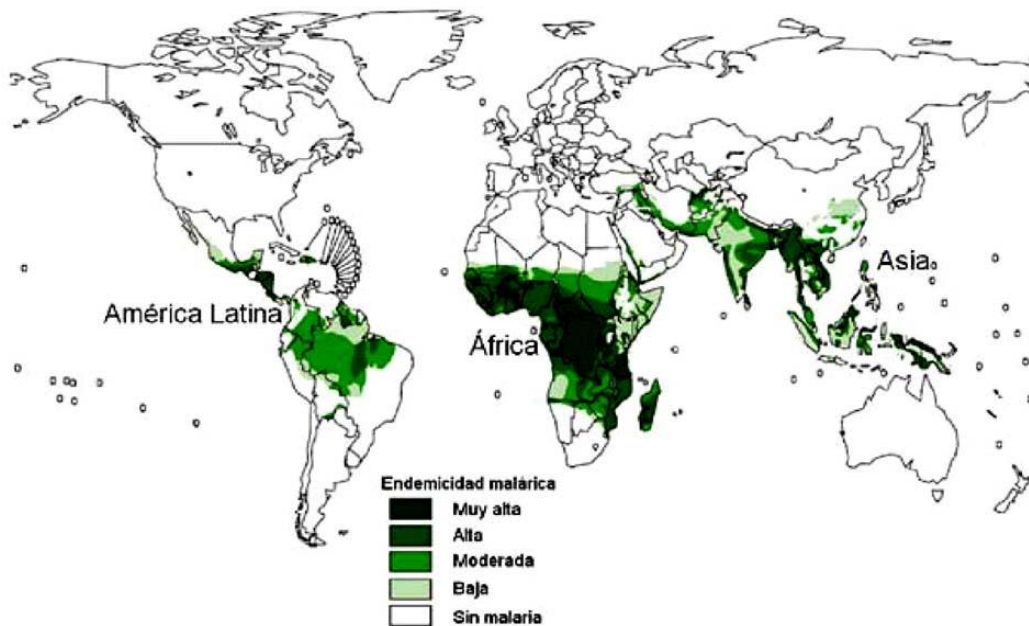 América Latina
África
Asia
Endemicidad malárica
Muy alta
Alta
Moderada
Baja
Sin malaria